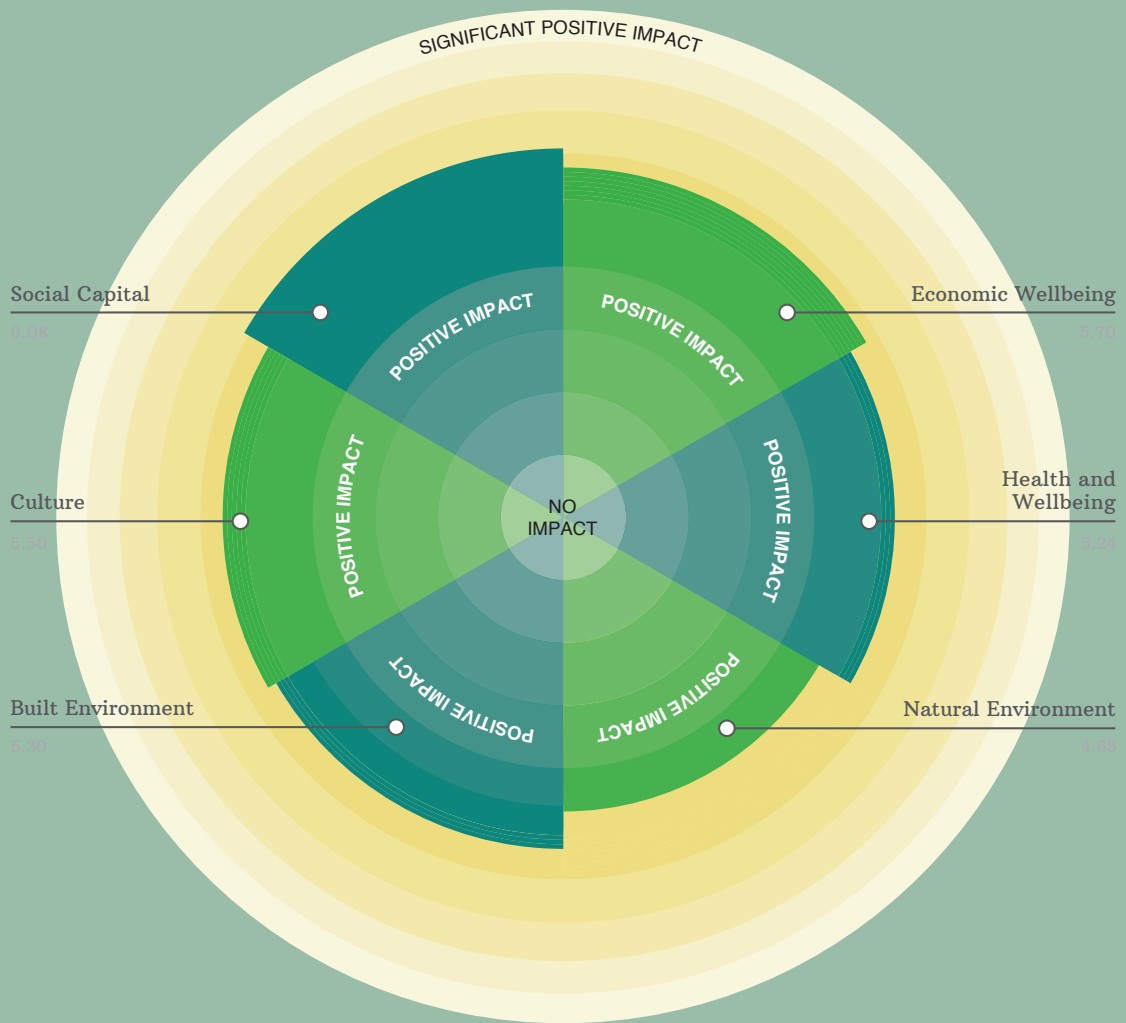 SIGNIFICANT POSITIVE IMPACT
Social Capital
6.08
Economic Wellbeing
5.70
POSITIVE IMPACT
POSITIVE IMPACT
Culture
5.50
POSITIVE IMPACT
NO
IMPACT
POSITIVE IMPACT
Health and
Wellbeing
5.24
Built Environment
5.30
POSITIVE IMPACT
POSITIVE IMPACT
Natural Environment
4.63